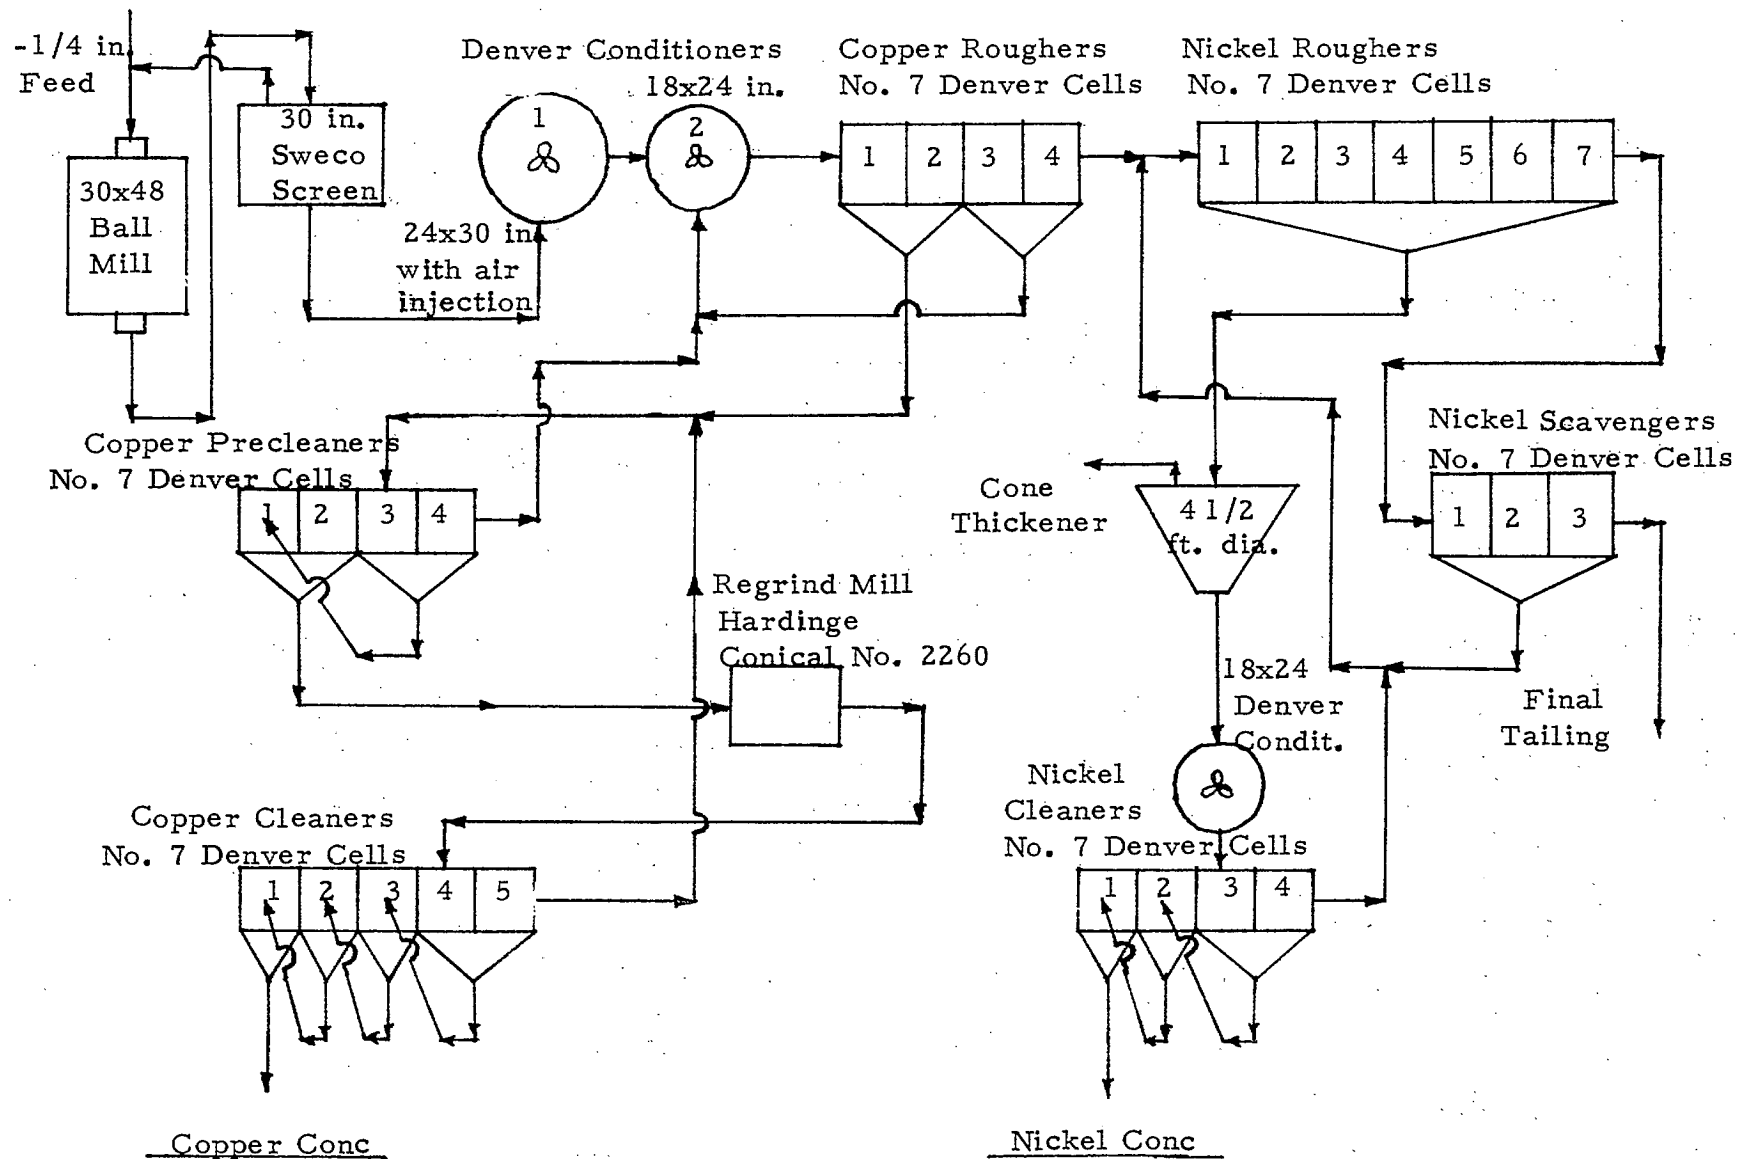 -1/4 in.
Feed
30x48
Ball
Mill
30 in.
Sweco
Screen
Denver Conditioners
18x24 in.
1
2
24x30 in.
with air
injection
Copper Roughers
No. 7 Denver Cells
1 2 3 4
Nickel Roughers
No. 7 Denver Cells
1 2 3 4 5 6 7
Copper Precleaners
No. 7 Denver Cells
1 2 3 4
Cone
Thickener
4 1/2
ft. dia.
Nickel Scavengers
No. 7 Denver Cells
1 2 3
Regrind Mill
Hardinge
Conical No. 2260
18x24
Denver
Condit.
Final
Tailing
Copper Cleaners
No. 7 Denver Cells
1 2 3 4 5
Nickel
Cleaners
No. 7 Denver Cells
1 2 3 4
Copper Conc
Nickel Conc